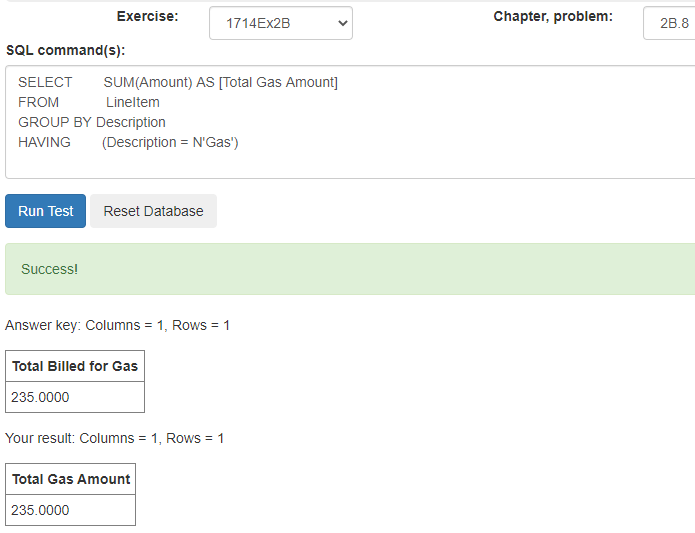 Exercise: 1714Ex2B Chapter, problem: 2B.8
SQL command(s):
SELECT SUM(Amount) AS [Total Gas Amount]
FROM LineItem
GROUP BY Description
HAVING (Description = N'Gas')
Run Test Reset Database
Success!
Answer key: Columns = 1, Rows = 1
Total Billed for Gas
235.0000
Your result: Columns = 1, Rows = 1
Total Gas Amount
235.0000